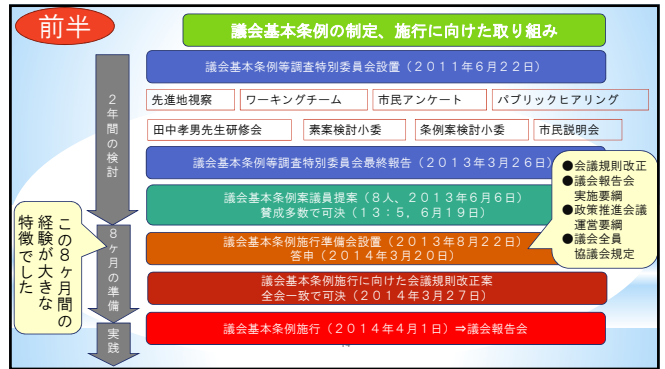 前半
議会基本条例の制定、施行に向けた取り組み
2年間の検討
議会基本条例等調査特別委員会設置(2011年6月22日)
先進地視察
ワーキングチーム
市民アンケート
パブリックヒアリング
田中孝男先生研修会
素案検討小委
条例案検討小委
市民説明会
議会基本条例等調査特別委員会最終報告(2013年3月26日)
議会基本条例案議員提案(8人、2013年6月6日)
賛成多数で可決(13:5.6月19日)
●会議規則改正
●議会報告会
実施要綱
●政策推進会議
運営要綱
●議会全員
協議会規定
8ヶ月の準備
この8ヶ月間の
経験が大きな
特徴でした
議会基本条例施行準備会設置(2013年8月22日)
答申(2014年3月20日)
議会基本条例施行に向けた会議規則改正案
全会一致で可決(2014年3月27日)
実践
議会基本条例施行(2014年4月1日)⇒議会報告会